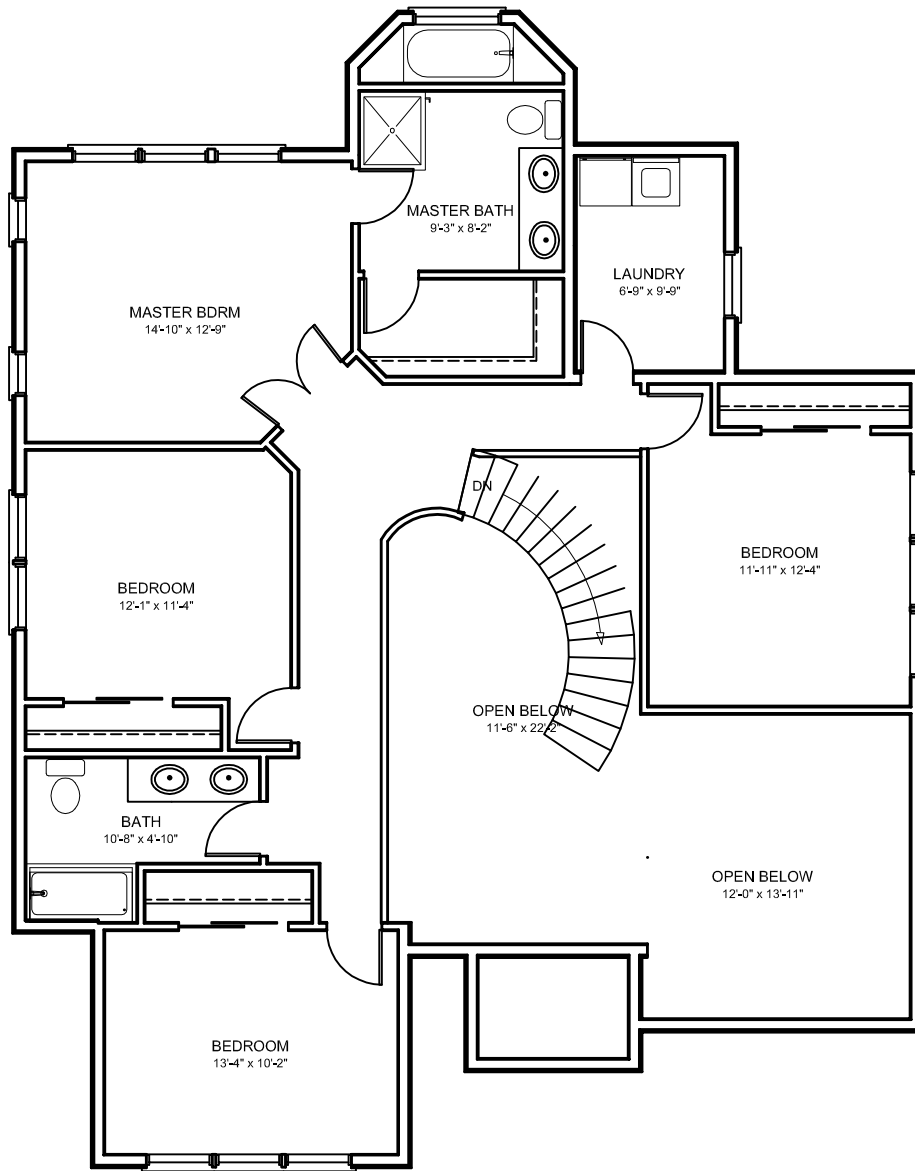 MASTER BATH
9'-3" x 8'-2"
LAUNDRY
6'-9" x 9'-9"
MASTER BDRM
14'-10" x 12'-9"
DN
BEDROOM
11'-11" x 12'-4"
BEDROOM
12'-1" x 11'-4"
OPEN BELOW
11'-6" x 22'-2"
BATH
10'-8" x 4'-10"
OPEN BELOW
12'-0" x 13'-11"
BEDROOM
13'-4" x 10'-2"